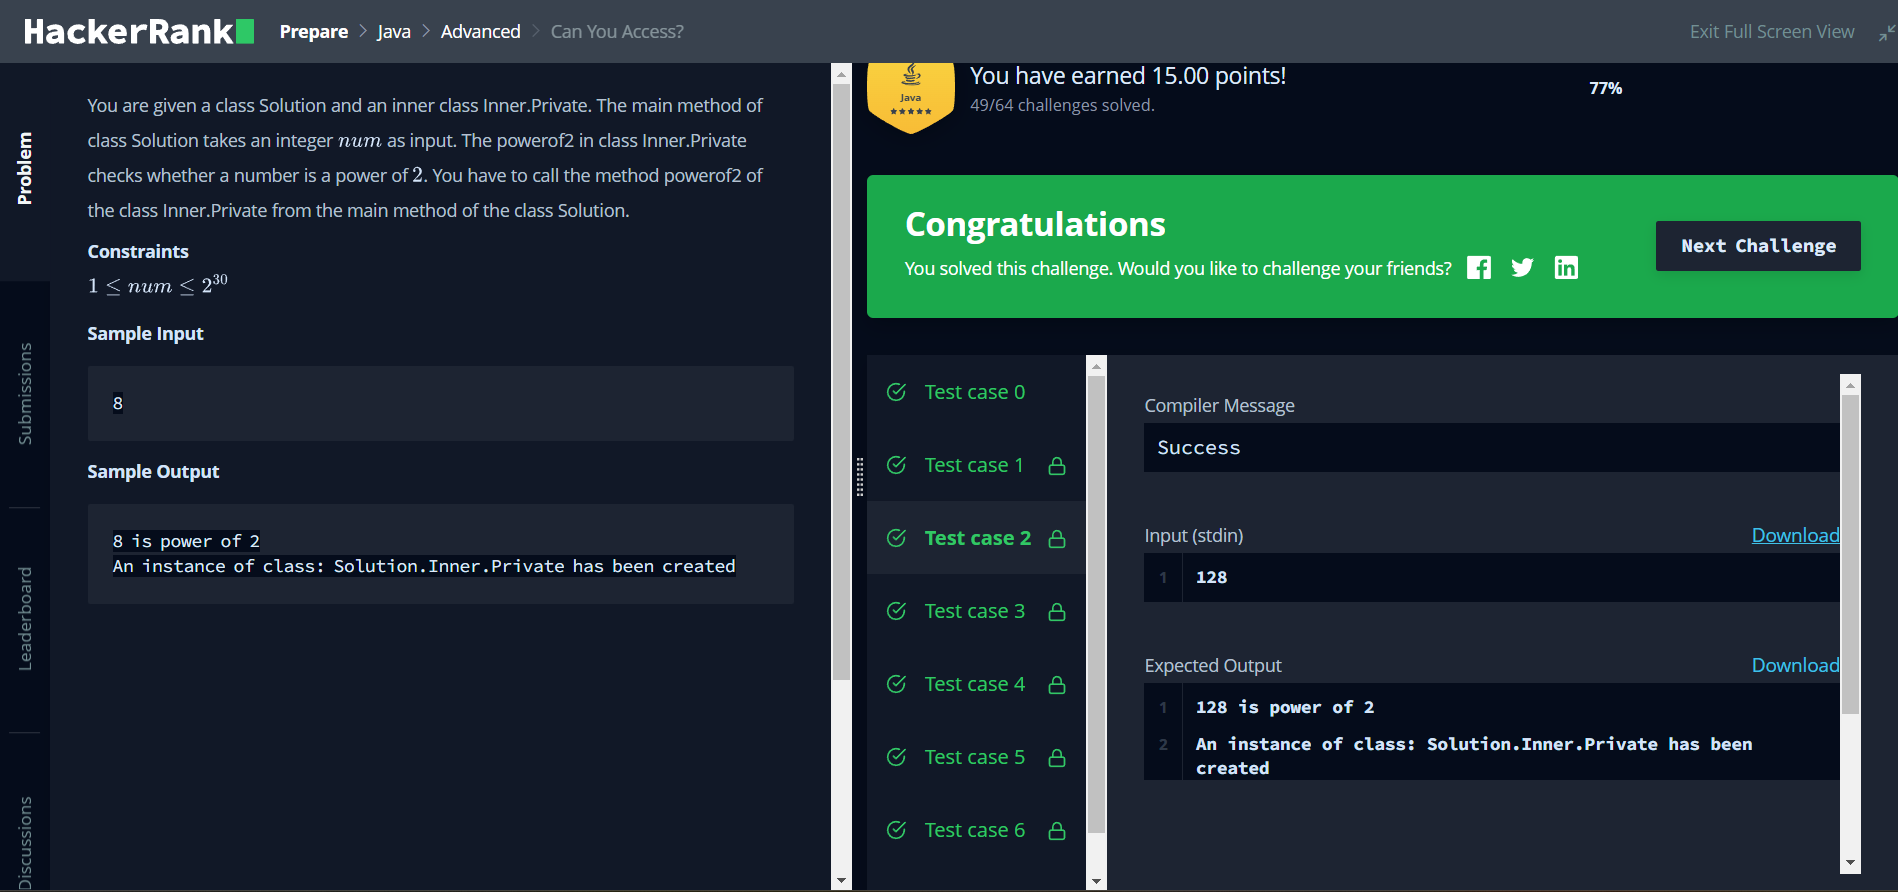 HackerRank
Prepare > Java > Advanced > Can You Access?
Exit Full Screen View
Problem
Submissions
Leaderboard
Discussions
You are given a class Solution and an inner class Inner.Private. The main method of
class Solution takes an integer num as input. The powerof2 in class Inner.Private
checks whether a number is a power of 2. You have to call the method powerof2 of
the class Inner.Private from the main method of the class Solution.
Constraints
1 ≤ num ≤ 2^30
Sample Input
8
Sample Output
8 is power of 2
An instance of class: Solution.Inner.Private has been created
Java
You have earned 15.00 points!
49/64 challenges solved.
77%
Congratulations
You solved this challenge. Would you like to challenge your friends?
Next Challenge
Test case 0
Test case 1
Test case 2
Test case 3
Test case 4
Test case 5
Test case 6
Compiler Message
Success
Input (stdin)
Download
1 128
Expected Output
Download
1 128 is power of 2
2 An instance of class: Solution.Inner.Private has been
created